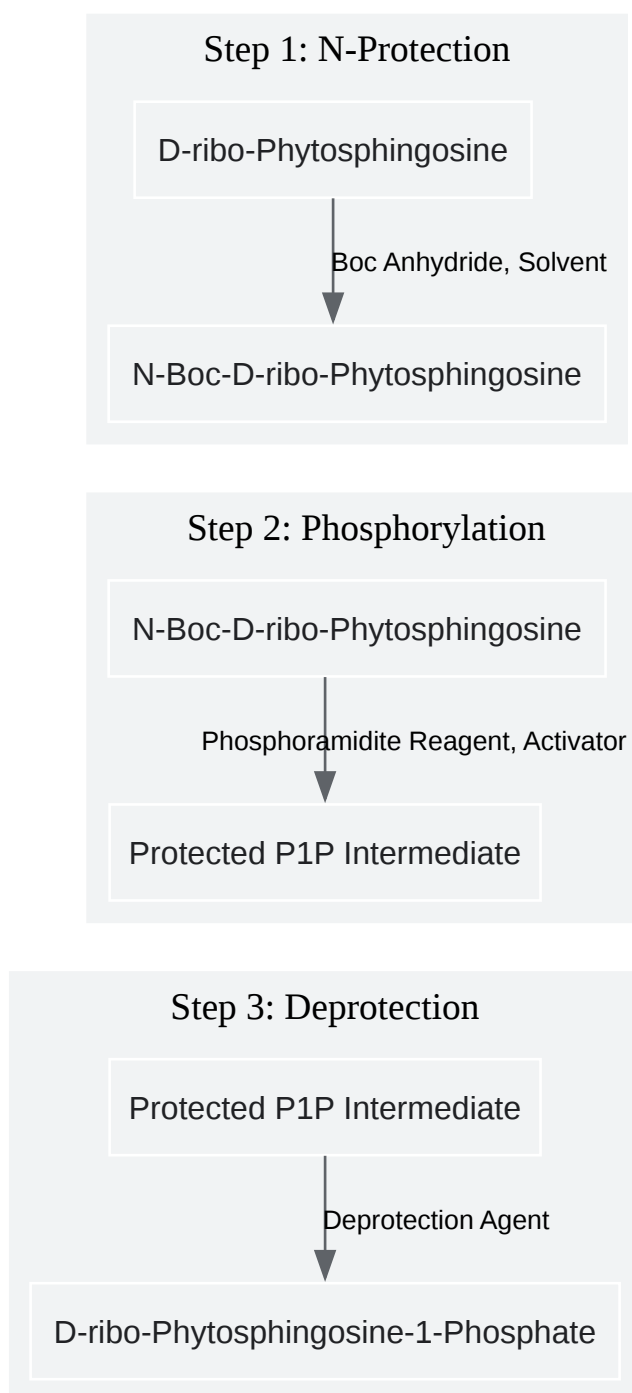 Step 1: N-Protection
D-ribo-Phytosphingosine
Boc Anhydride, Solvent
N-Boc-D-ribo-Phytosphingosine
Step 2: Phosphorylation
N-Boc-D-ribo-Phytosphingosine
Phosphoramidite Reagent, Activator
Protected P1P Intermediate
Step 3: Deprotection
Protected P1P Intermediate
Deprotection Agent
D-ribo-Phytosphingosine-1-Phosphate